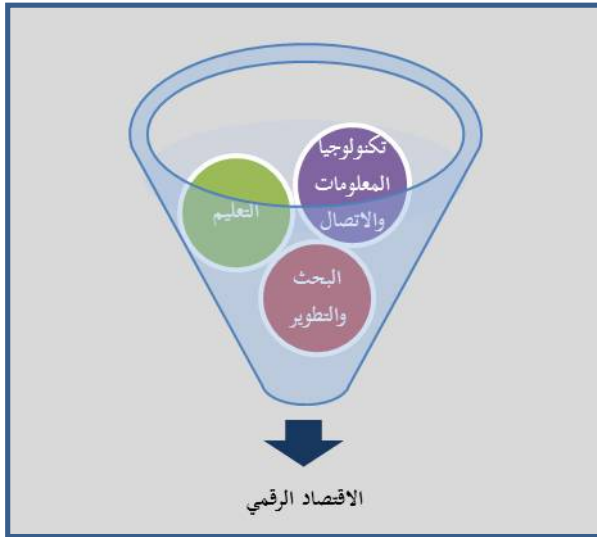 تكنولوجيا
المعلومات
والاتصال
التعليم
البحث
والتطوير
الاقتصاد الرقمي